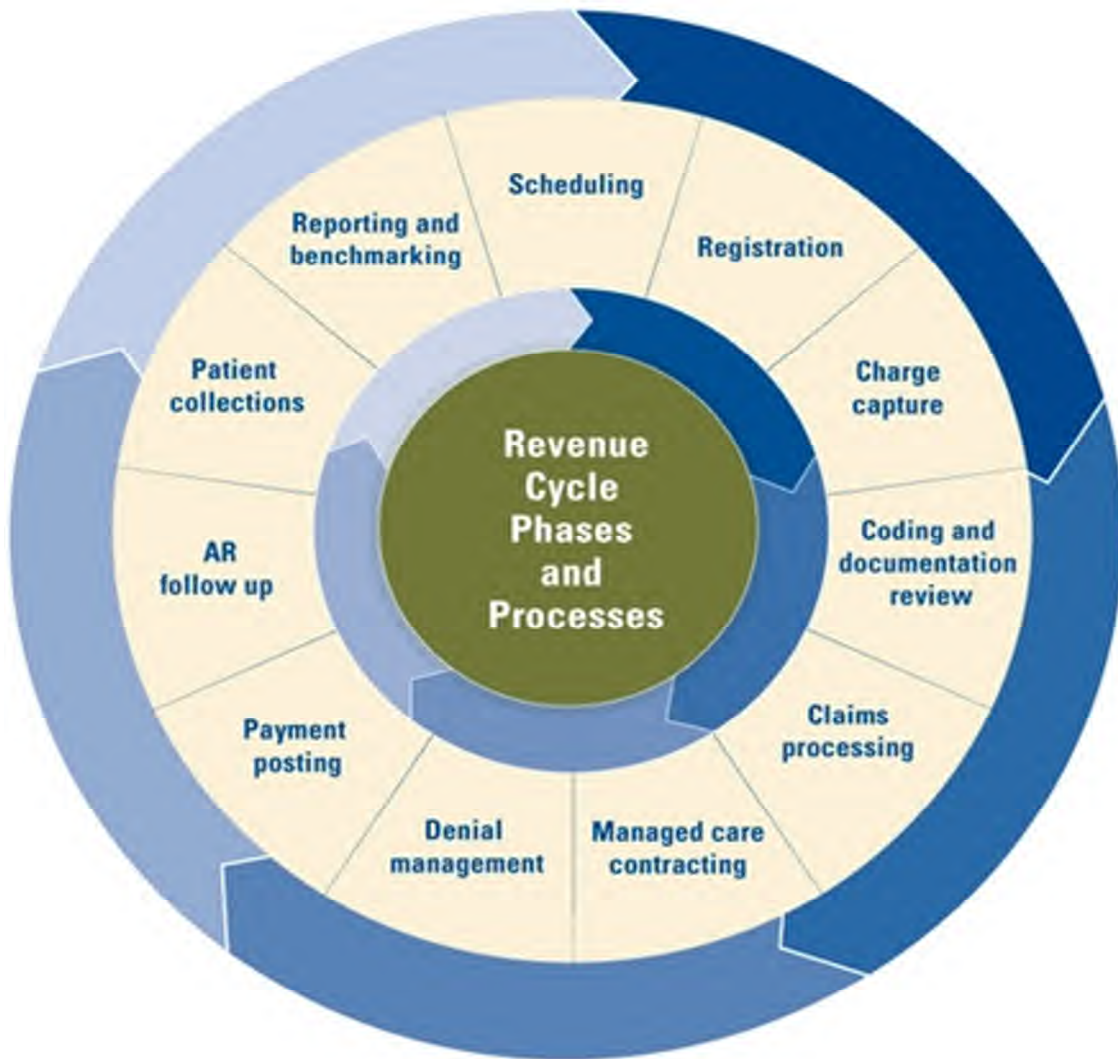 Revenue
Cycle
Phases
and
Processes
Scheduling
Registration
Charge
capture
Coding and
documentation
review
Claims
processing
Managed care
contracting
Denial
management
Payment
posting
AR
follow up
Patient
collections
Reporting and
benchmarking